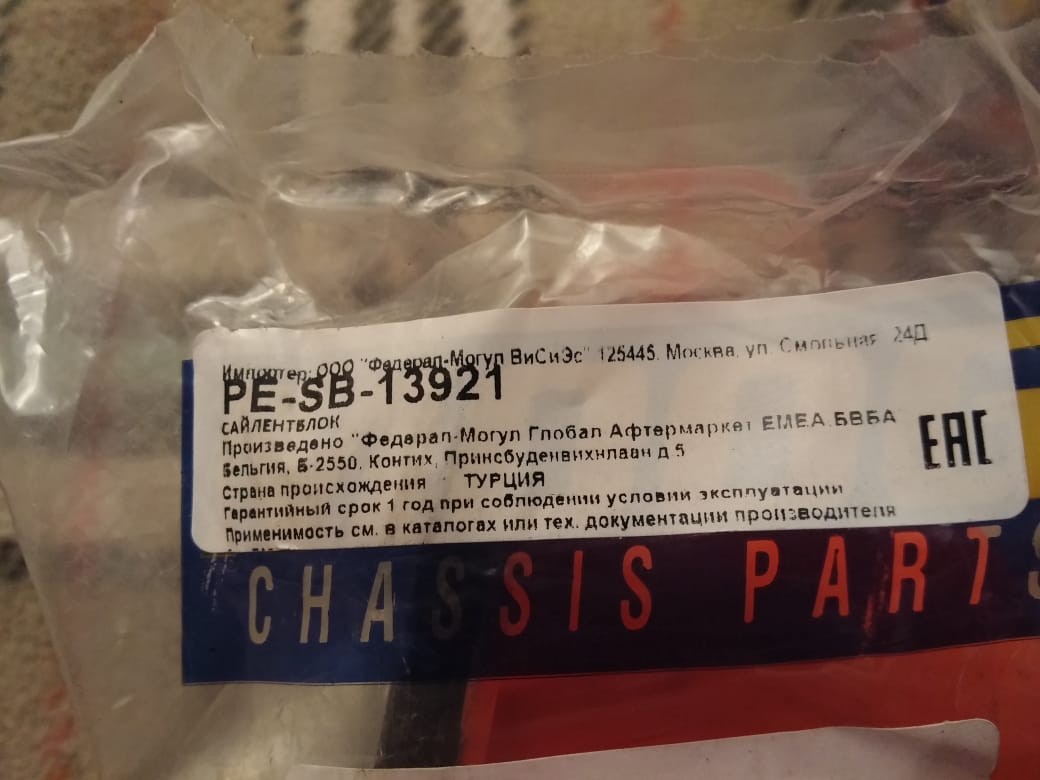 Импортер: ООО "Федерал-Могул ВиСиЭс" 125445, Москва, ул. Смольная 24Д
PE-SB-13921
САЙЛЕНТБЛОК
Произведено "Федерал-Могул Глобал Афтермаркет ЕМЕА БВБА
Бельгия, Б-2550, Контих, Принсбуденвихнлаан д.5
Страна происхождения ТУРЦИЯ
Гарантийный срок 1 год при соблюдении условий эксплуатации
Применимость см. в каталогах или тех. документации производителя
EAC
CHASSIS PARTS